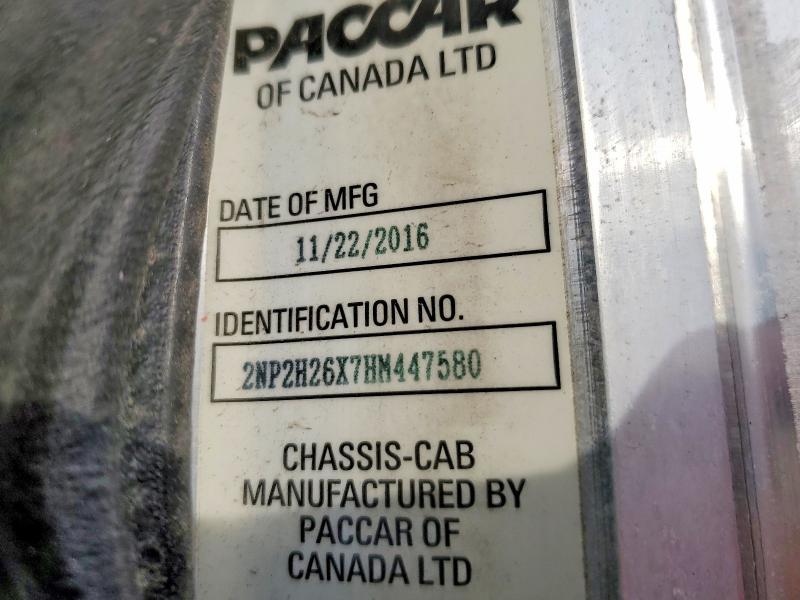 PACCAR
OF CANADA LTD
DATE OF MFG
11/22/2016
IDENTIFICATION NO.
2NP2H26X7HM447580
CHASSIS-CAB
MANUFACTURED BY
PACCAR OF
CANADA LTD